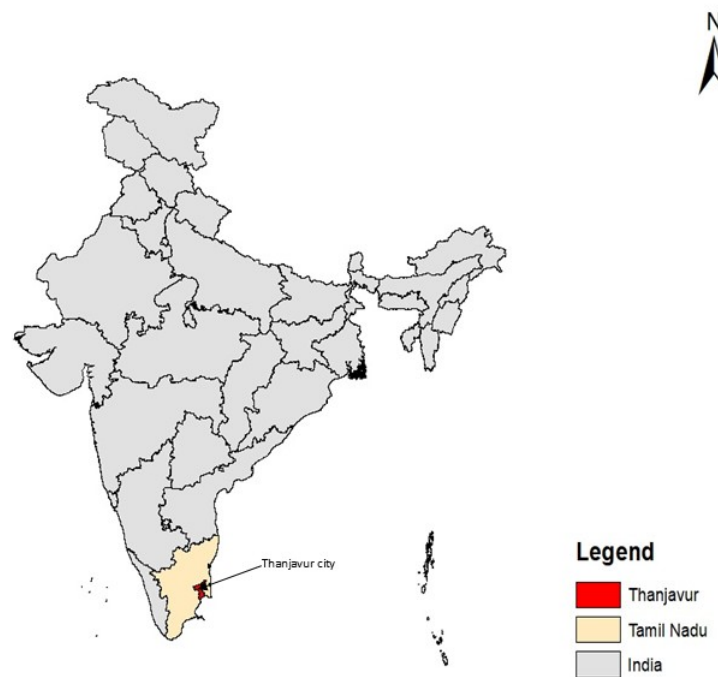 N
Thanjavur city
Legend
Thanjavur
Tamil Nadu
India